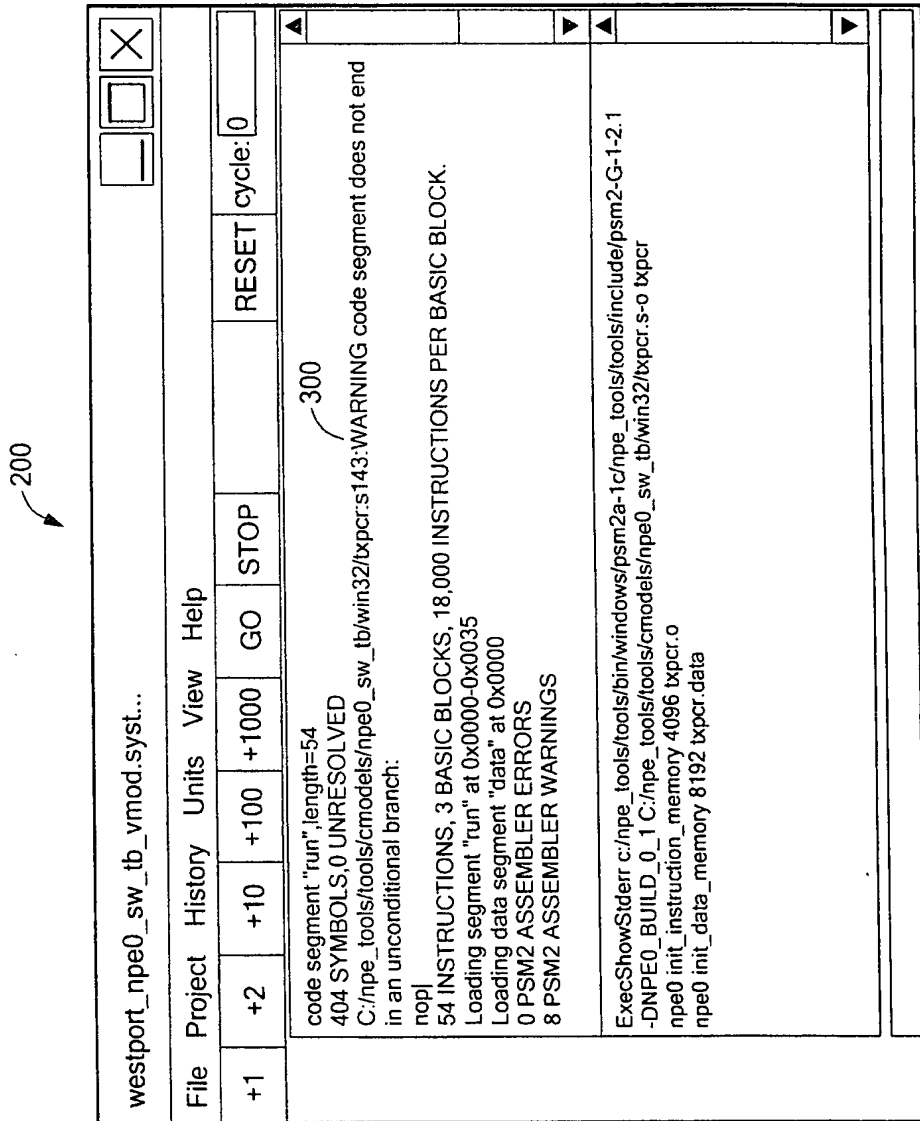 200
westport_npe0_sw_tb_vmod.syst...
File Project History Units View Help
+1 +2 +10 +100 +1000 GO STOP RESET cycle: 0
300
code segment "run",length=54
404 SYMBOLS,0 UNRESOLVED
C:/npe_tools/tools/cmodels/npe0_sw_tb/win32/txpcr:s143:WARNING code segment does not end
in an unconditional branch:
nop|
54 INSTRUCTIONS, 3 BASIC BLOCKS, 18,000 INSTRUCTIONS PER BASIC BLOCK.
Loading segment "run" at 0x0000-0x0035
Loading data segment "data" at 0x0000
0 PSM2 ASSEMBLER ERRORS
8 PSM2 ASSEMBLER WARNINGS
ExecShowStderr c:/npe_tools/tools/bin/windows/psm2a-1c/npe_tools/tools/include/psm2-G-1-2.1
-DNPE0_BUILD_0_1 C:/npe_tools/tools/cmodels/npe0_sw_tb/win32/txpcr.s-o txpcr
npe0 init_instruction_memory 4096 txpcr.o
npe0 init_data_memory 8192 txpcr.data